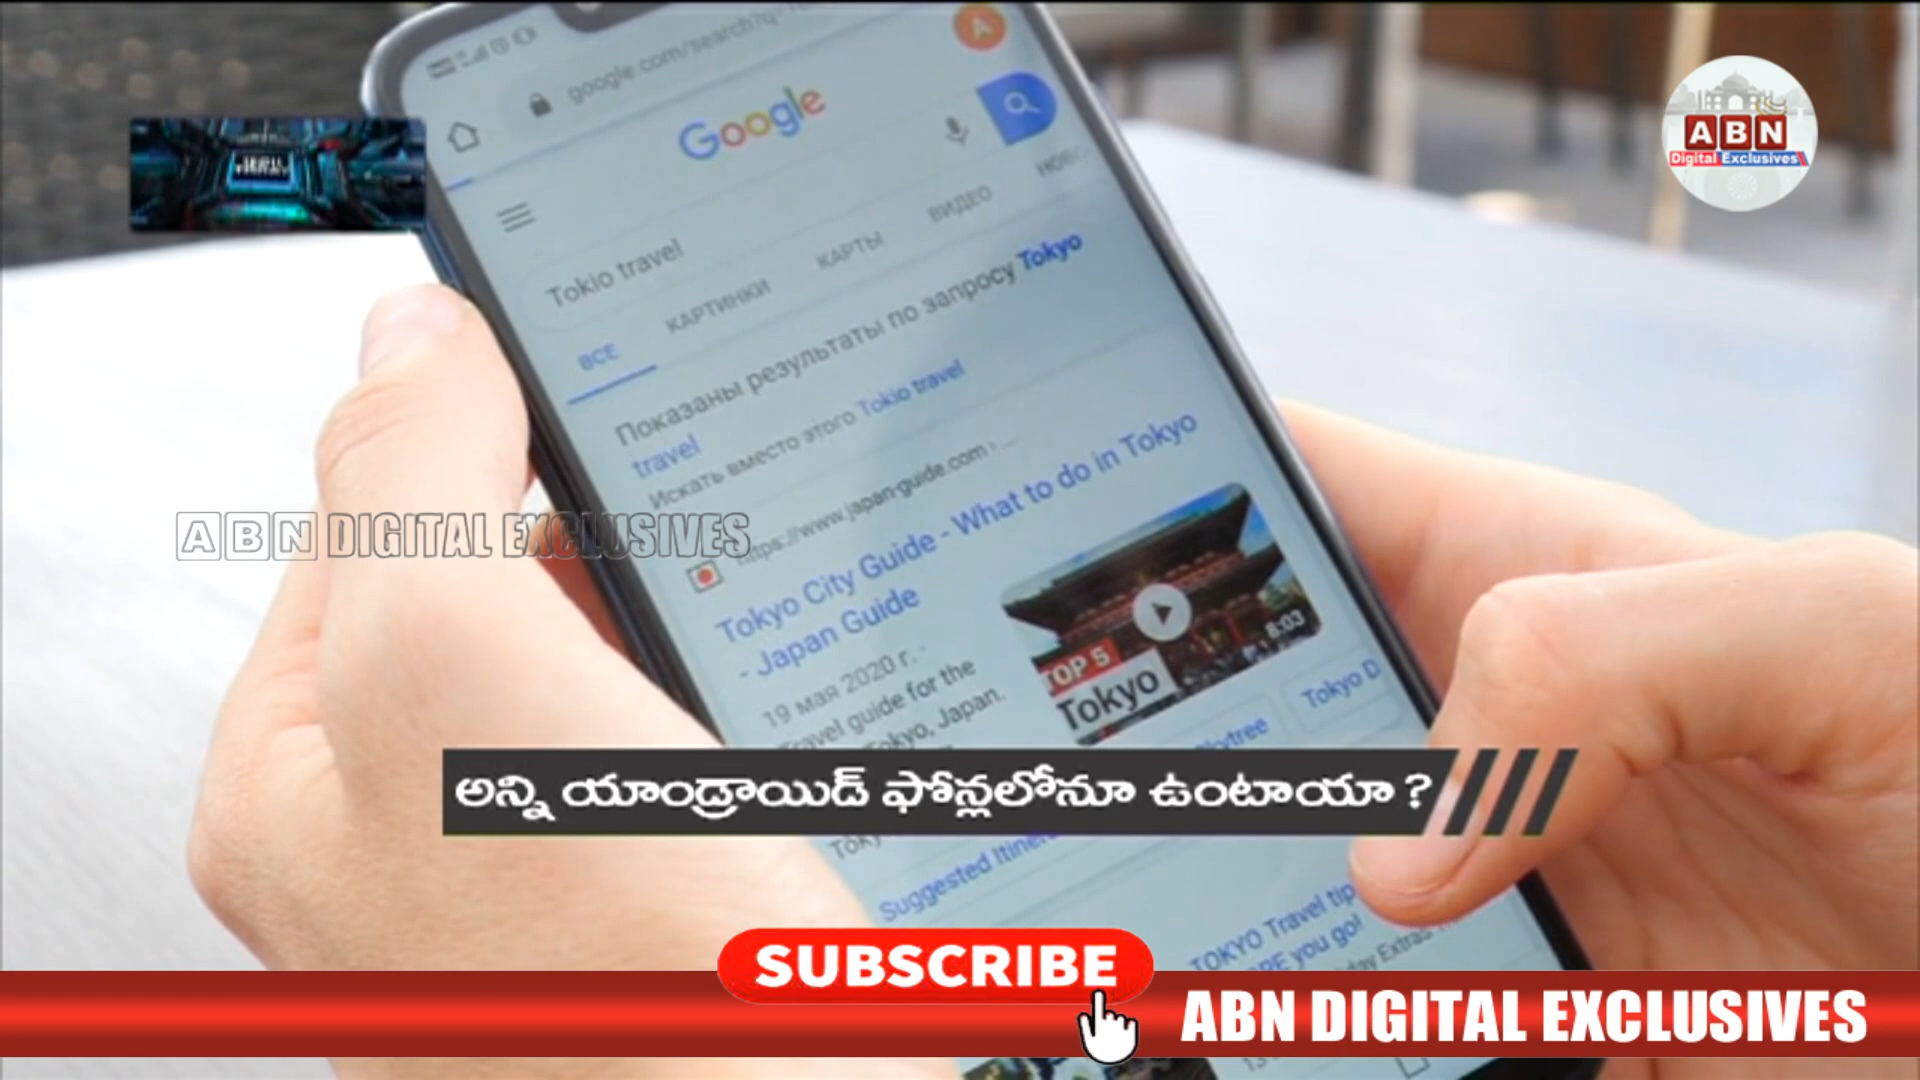 google.com/search?q=
A
Google
Tokio travel
ВСЕ
КАРТИНКИ
КАРТЫ
ВИДЕО
Показаны результаты по запросу Tokyo
travel
Искать вместо этого Tokio travel
https://www.japan-guide.com › ...
Tokyo City Guide - What to do in Tokyo
- Japan Guide
19 мая 2020 г. -
Travel guide for the
Tokyo, Japan.
TOP 5
Tokyo
8:03
Skytree
Tokyo D
Suggested
TOKYO Travel tip
you go!
ABN
Digital Exclusives
ABN DIGITAL EXCLUSIVES
అన్ని యాండ్రాయిడ్ ఫోన్లలోనూ ఉంటాయా ?
SUBSCRIBE
ABN DIGITAL EXCLUSIVES